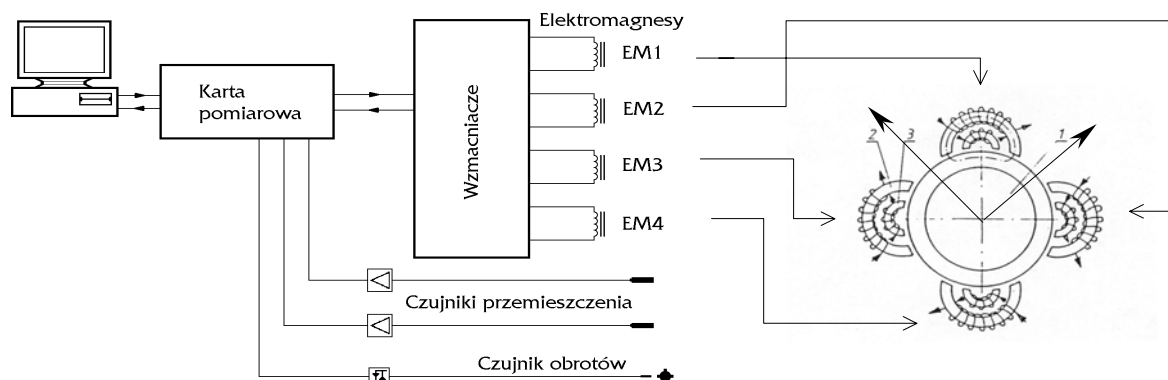 Elektromagnesy
EM1
EM2
EM3
EM4
Karta
pomiarowa
Wzmacniacze
Czujniki przemieszczenia
Czujnik obrotów
2
3
1